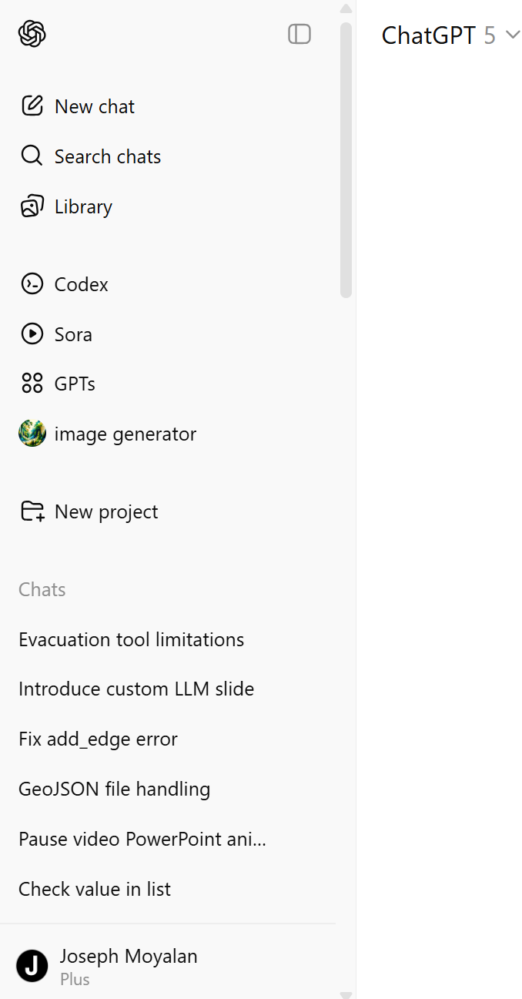 ChatGPT 5
New chat
Search chats
Library
Codex
Sora
GPTs
image generator
New project
Chats
Evacuation tool limitations
Introduce custom LLM slide
Fix add_edge error
GeoJSON file handling
Pause video PowerPoint ani...
Check value in list
J
Joseph Moyalan
Plus